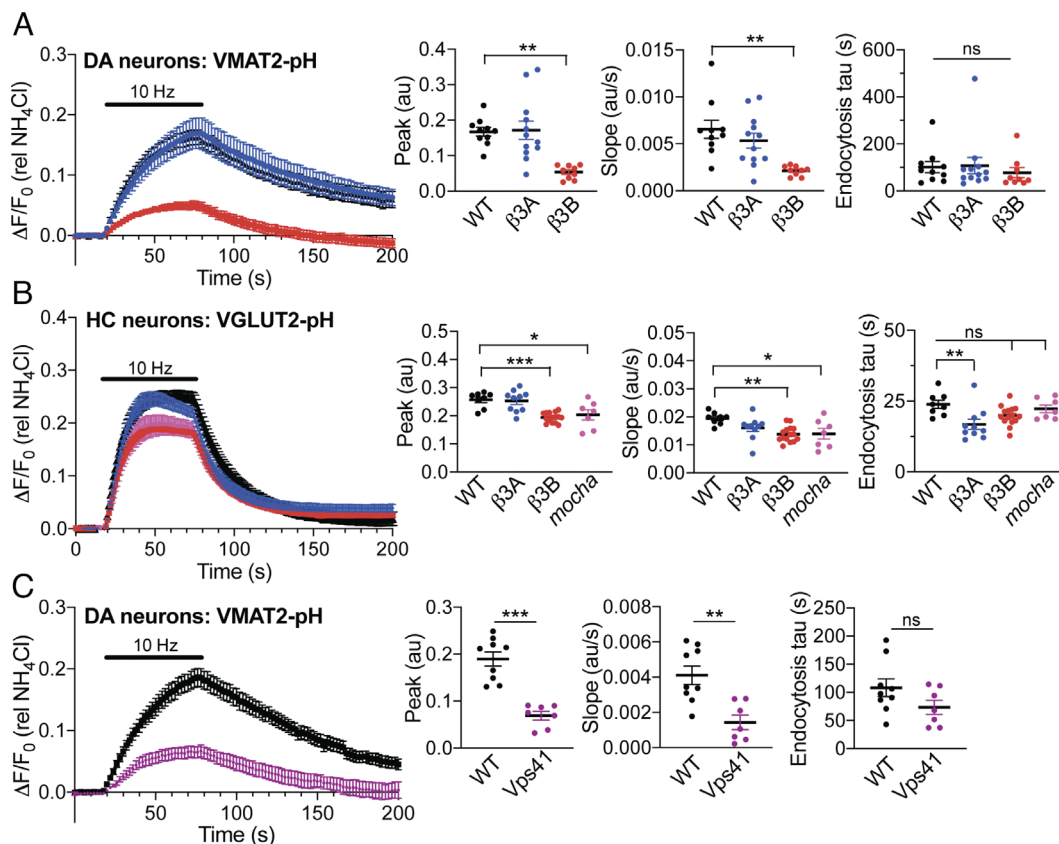 A
DA neurons: VMAT2-pH
10 Hz
ΔF/F0 (rel NH4Cl)
0.3
0.2
0.1
0.0
50
100
150
200
Time (s)
Peak (au)
0.4
0.3
0.2
0.1
0.0
**
WT
β3A
β3B
Slope (au/s)
0.015
0.010
0.005
0.000
**
WT
β3A
β3B
Endocytosis tau (s)
600
400
200
100
0
ns
WT
β3A
β3B
B
HC neurons: VGLUT2-pH
10 Hz
ΔF/F0 (rel NH4Cl)
0.3
0.2
0.1
0.0
0
50
100
150
200
Time (s)
Peak (au)
0.5
0.4
0.3
0.2
0.1
0.0
*
***
WT
β3A
β3B
mocha
Slope (au/s)
0.05
0.04
0.03
0.02
0.01
0.00
*
**
WT
β3A
β3B
mocha
Endocytosis tau (s)
50
25
0
ns
**
WT
β3A
β3B
mocha
C
DA neurons: VMAT2-pH
10 Hz
ΔF/F0 (rel NH4Cl)
0.3
0.2
0.1
0.0
50
100
150
200
Time (s)
Peak (au)
0.3
0.2
0.1
0.0
***
WT
Vps41
Slope (au/s)
0.008
0.006
0.004
0.002
0.000
**
WT
Vps41
Endocytosis tau (s)
250
200
150
100
50
0
ns
WT
Vps41